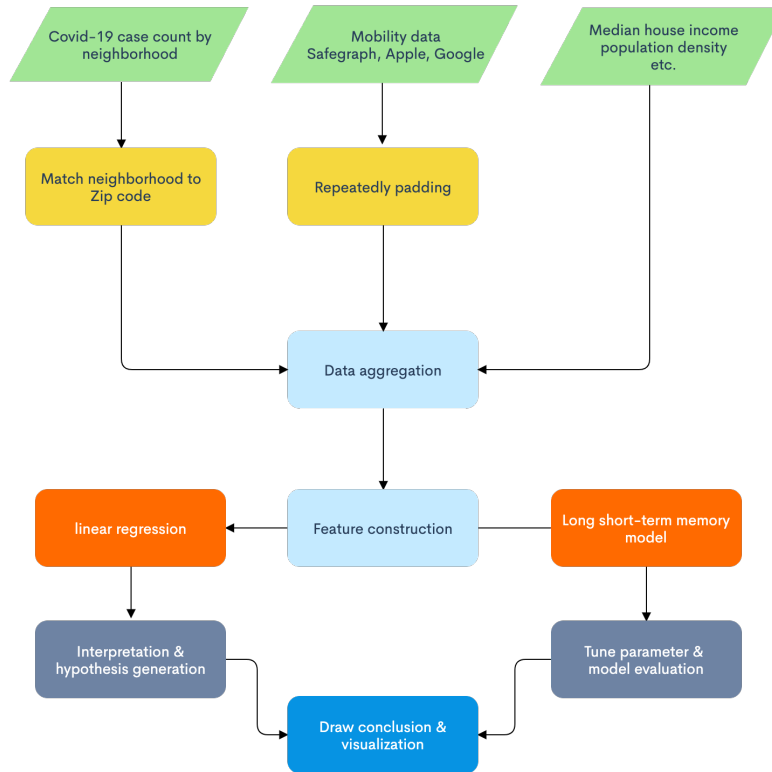 Covid-19 case count by
neighborhood
Mobility data
Safegraph, Apple, Google
Median house income
population density
etc.
Match neighborhood to
Zip code
Repeatedly padding
Data aggregation
linear regression
Feature construction
Long short-term memory
model
Interpretation &
hypothesis generation
Tune parameter &
model evaluation
Draw conclusion &
visualization